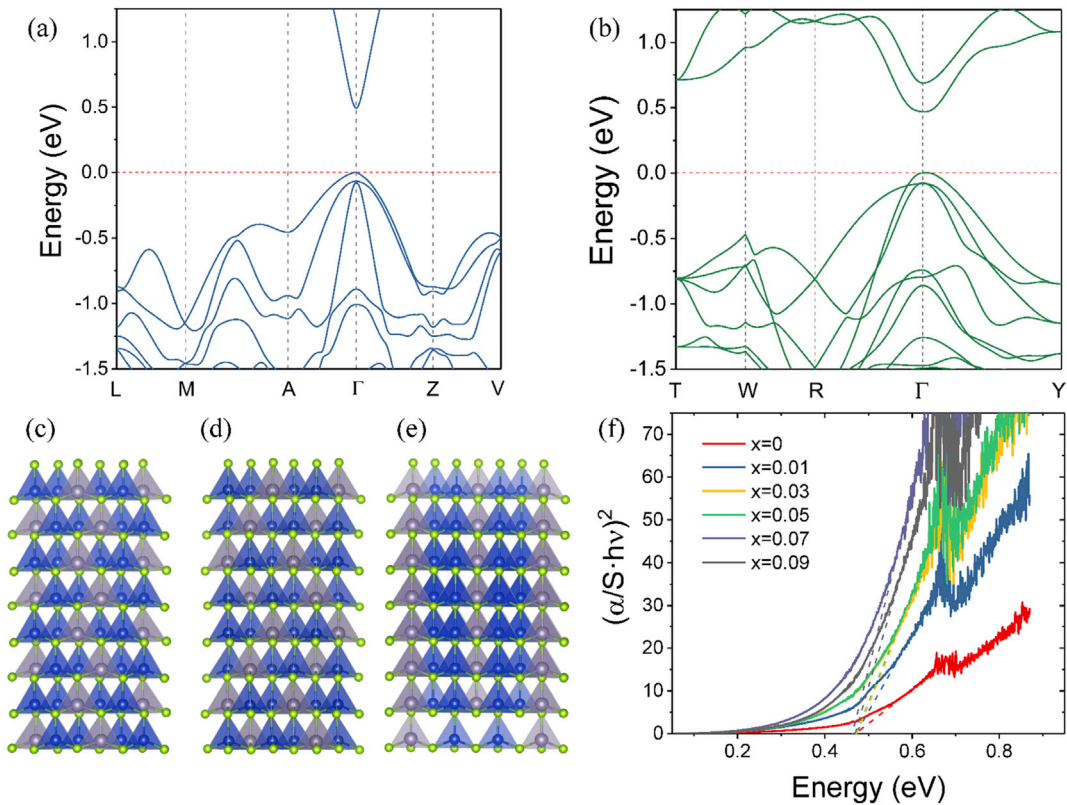 (a)
Energy (eV)
1.0
0.5
0.0
-0.5
-1.0
-1.5
L M A Γ Z V
(b)
Energy (eV)
1.0
0.5
0.0
-0.5
-1.0
-1.5
T W R Γ Y
(c) (d) (e)
(f)
(α/S·hν)²
70
60
50
40
30
20
10
0
x=0
x=0.01
x=0.03
x=0.05
x=0.07
x=0.09
0.2 0.4 0.6 0.8
Energy (eV)